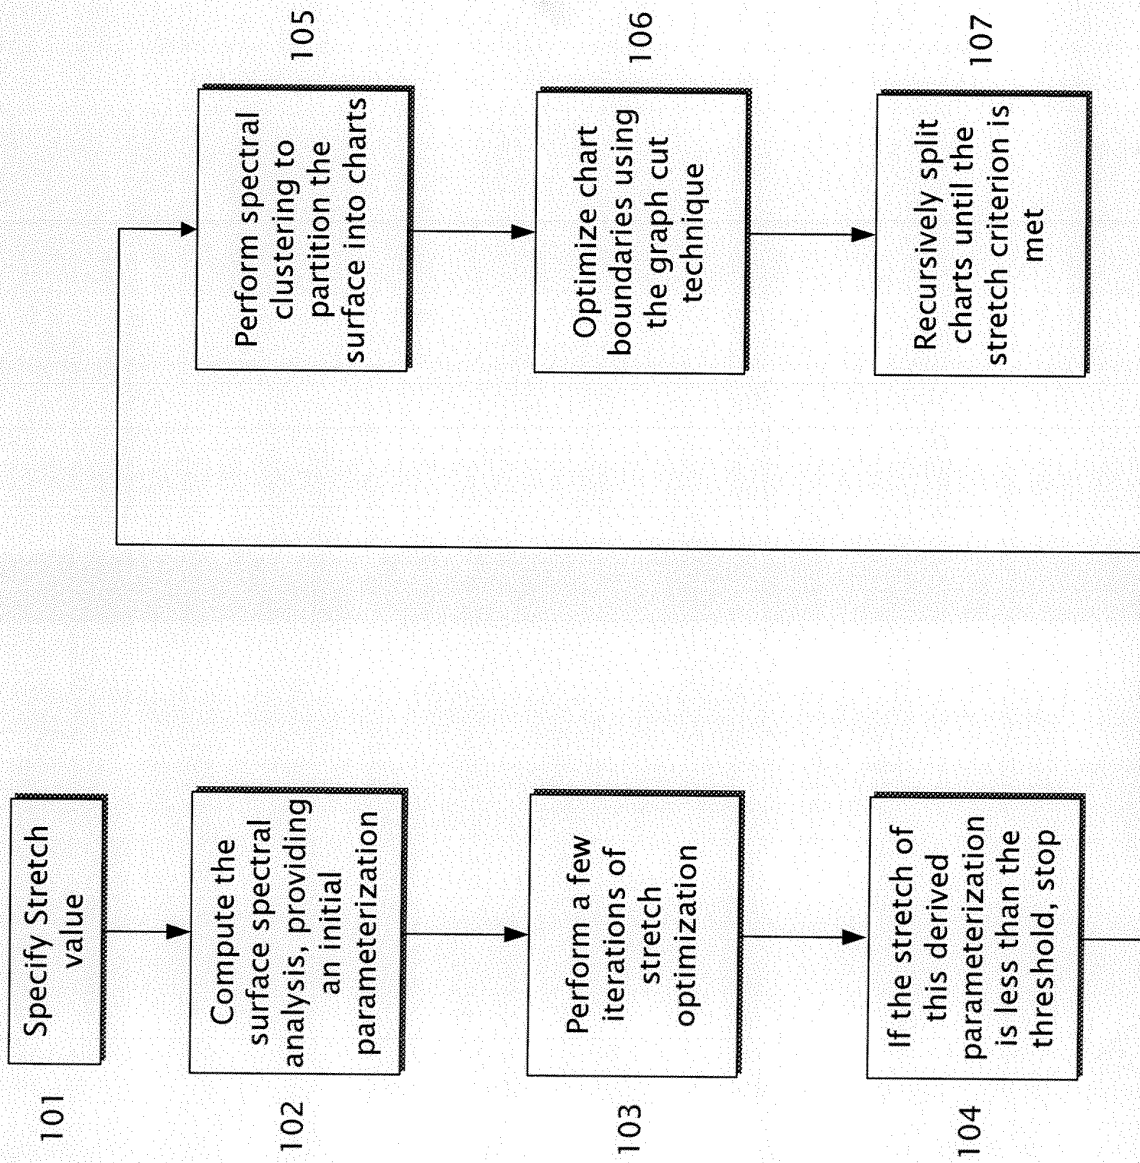 101
Specify Stretch
value
102
Compute the
surface spectral
analysis, providing
an initial
parameterization
103
Perform a few
iterations of
stretch
optimization
104
If the stretch of
this derived
parameterization
is less than the
threshold, stop
105
Perform spectral
clustering to
partition the
surface into charts
106
Optimize chart
boundaries using
the graph cut
technique
107
Recursively split
charts until the
stretch criterion is
met